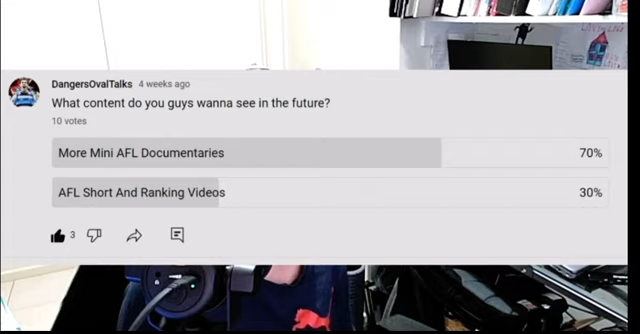 DangersOvalTalks 4 weeks ago
What content do you guys wanna see in the future?
10 votes
More Mini AFL Documentaries 70%
AFL Short And Ranking Videos 30%
3